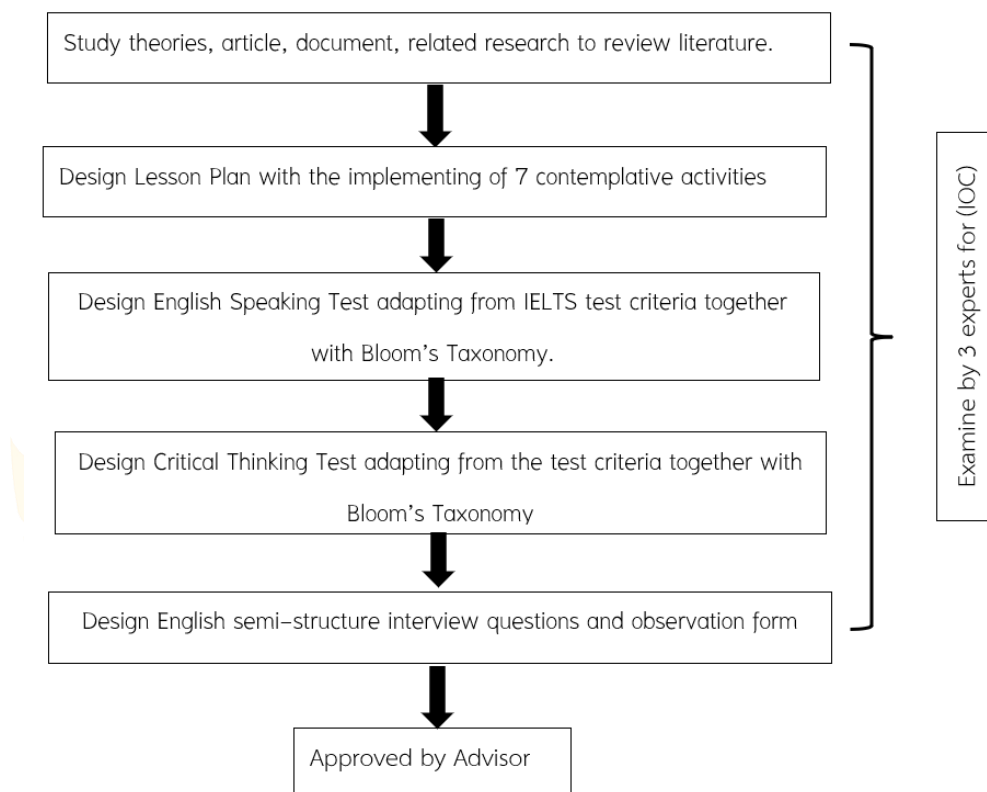 Study theories, article, document, related research to review literature.
Design Lesson Plan with the implementing of 7 contemplative activities
Design English Speaking Test adapting from IELTS test criteria together
with Bloom's Taxonomy.
Design Critical Thinking Test adapting from the test criteria together with
Bloom's Taxonomy
Design English semi-structure interview questions and observation form
Approved by Advisor
Examine by 3 experts for (IOC)